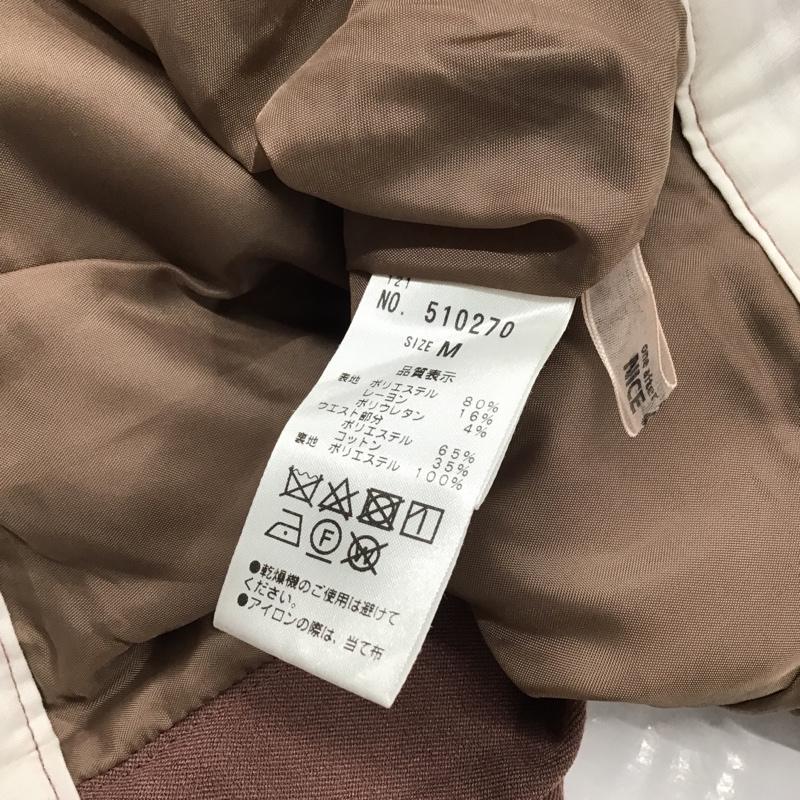 121
NO. 510270
SIZE M
品質表示
表地 ポリエステル 80%
レーヨン 16%
ポリウレタン 4%
ウエスト部分
ポリエステル 65%
コットン 35%
裏地 ポリエステル 100%
F
W
●乾燥機のご使用は避けて
ください。
●アイロンの際は、当て布
one after
NICE